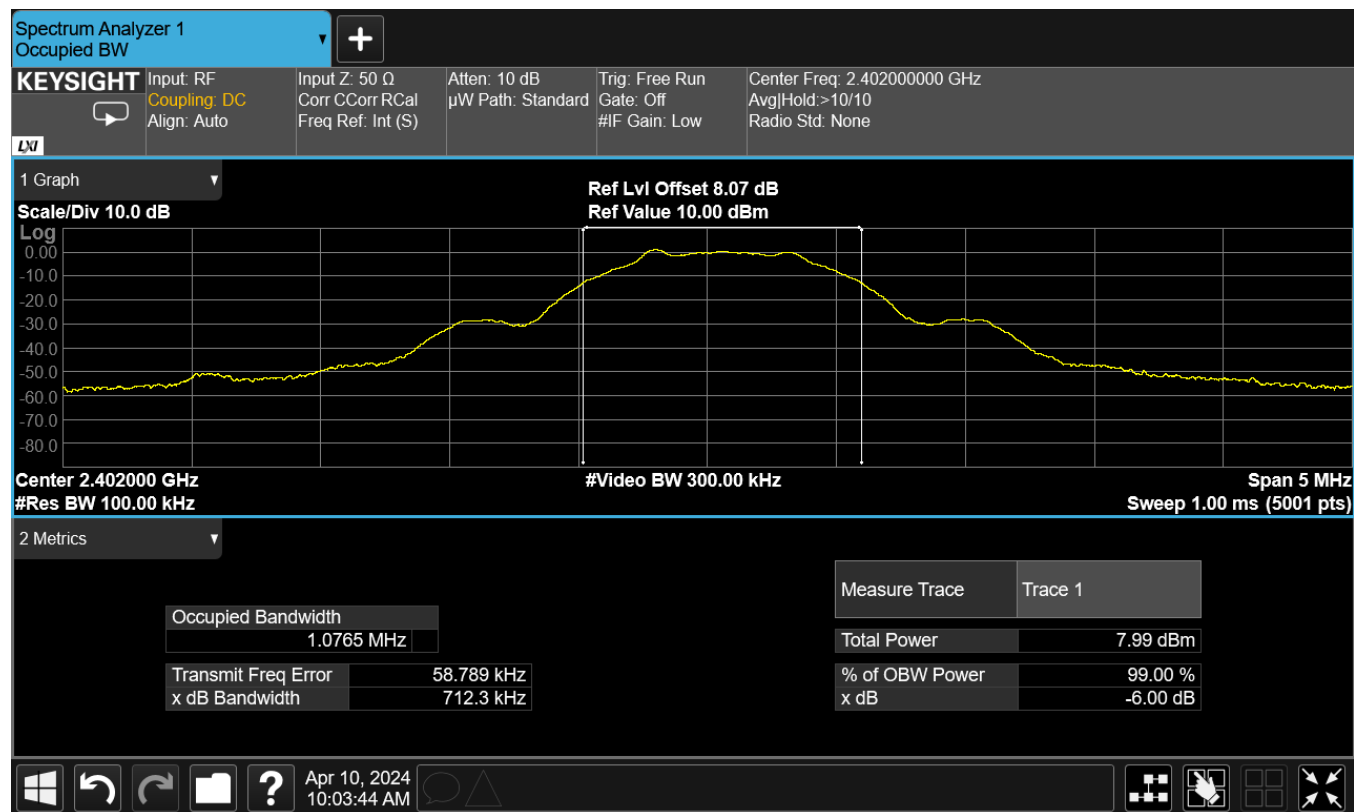 Spectrum Analyzer 1
Occupied BW
KEYSIGHT
LXI
Input: RF
Coupling: DC
Align: Auto
Input Z: 50 Ω
Corr CCorr RCal
Freq Ref: Int (S)
Atten: 10 dB
µW Path: Standard
Trig: Free Run
Gate: Off
#IF Gain: Low
Center Freq: 2.402000000 GHz
Avg|Hold:>10/10
Radio Std: None
1 Graph
Scale/Div 10.0 dB
Ref Lvl Offset 8.07 dB
Ref Value 10.00 dBm
Log
0.00
-10.0
-20.0
-30.0
-40.0
-50.0
-60.0
-70.0
-80.0
Center 2.402000 GHz
#Res BW 100.00 kHz
#Video BW 300.00 kHz
Span 5 MHz
Sweep 1.00 ms (5001 pts)
2 Metrics
Occupied Bandwidth
1.0765 MHz
Transmit Freq Error 58.789 kHz
x dB Bandwidth 712.3 kHz
Measure Trace Trace 1
Total Power 7.99 dBm
% of OBW Power 99.00 %
x dB -6.00 dB
?
Apr 10, 2024
10:03:44 AM